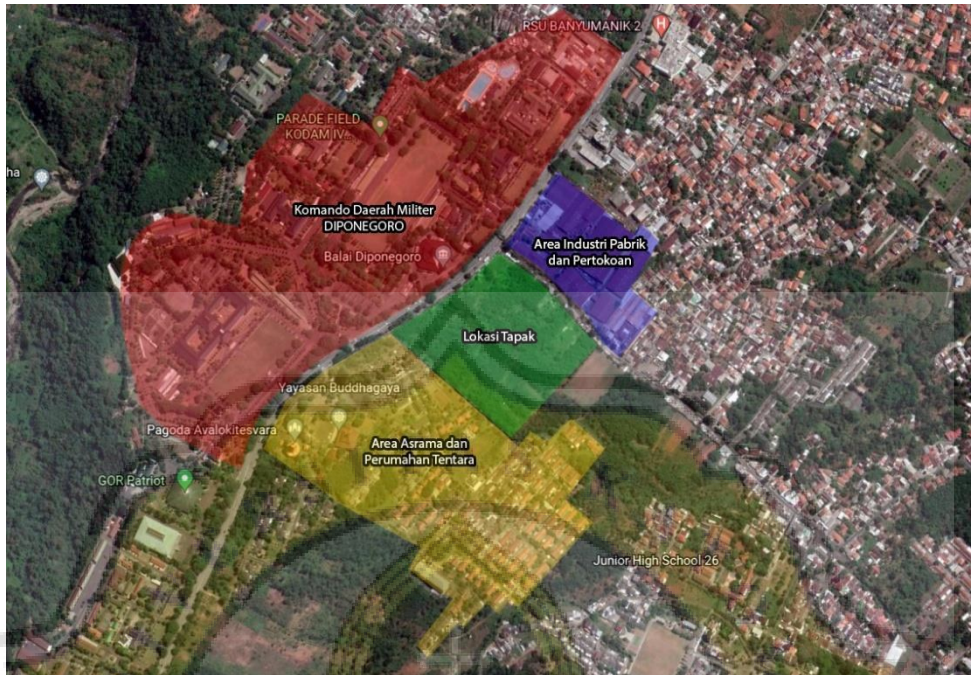 RSU BANYUMANIK 2
PARADE FIELD
KODAM IV
ha
Komando Daerah Militer
DIPONEGORO
Balai Diponegoro
Area Industri Pabrik
dan Pertokoan
Lokasi Tapak
Yayasan Buddhagaya
Pagoda Avalokitesvara
Area Asrama dan
Perumahan Tentara
GOR Patriot
Junior High School 26